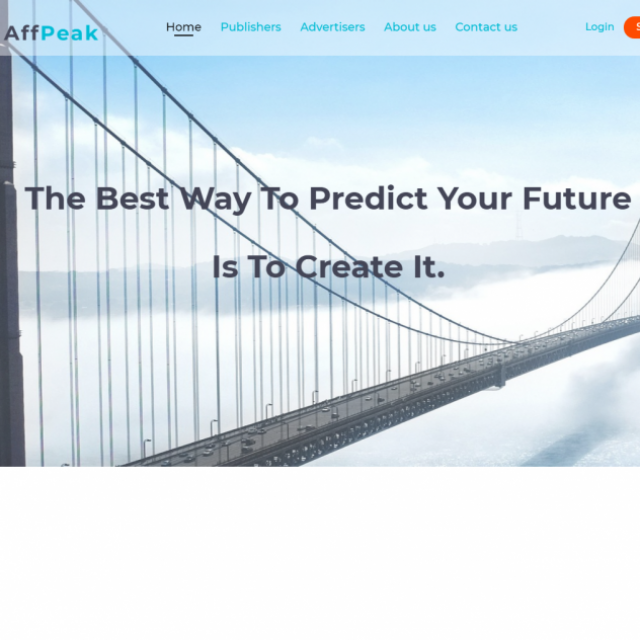 AffPeak
Home Publishers Advertisers About us Contact us Login
The Best Way To Predict Your Future
Is To Create It.